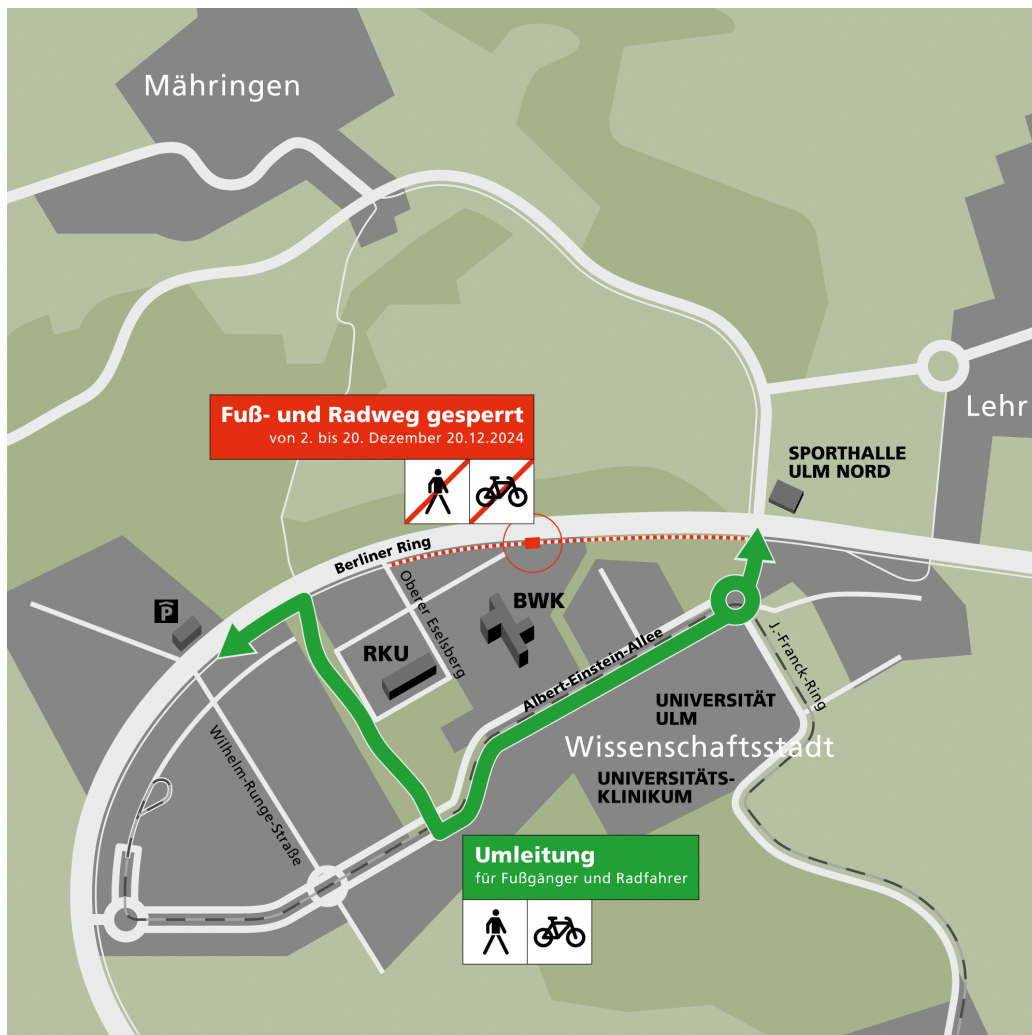 Mähringen
Fuß- und Radweg gesperrt
von 2. bis 20. Dezember 20.12.2024
Lehr
SPORTHALLE
ULM NORD
Berliner Ring
Oberer Eselsberg
P
BWK
RKU
Albert-Einstein-Allee
J.-Franck-Ring
UNIVERSITÄT
ULM
Wissenschaftsstadt
UNIVERSITÄTS-
KLINIKUM
Wilhelm-Runge-Straße
Umleitung
für Fußgänger und Radfahrer